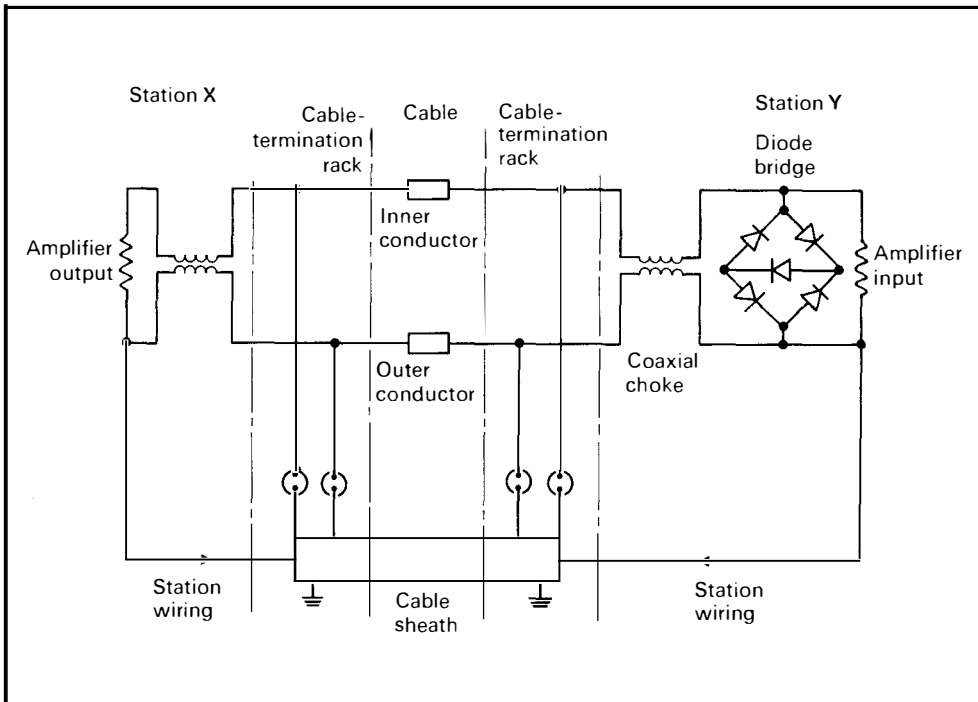 Station X
Cable-
termination
rack
Cable
Cable-
termination
rack
Station Y
Diode
bridge
Inner
conductor
Amplifier
output
Amplifier
input
Outer
conductor
Coaxial
choke
Station
wiring
Cable
sheath
Station
wiring